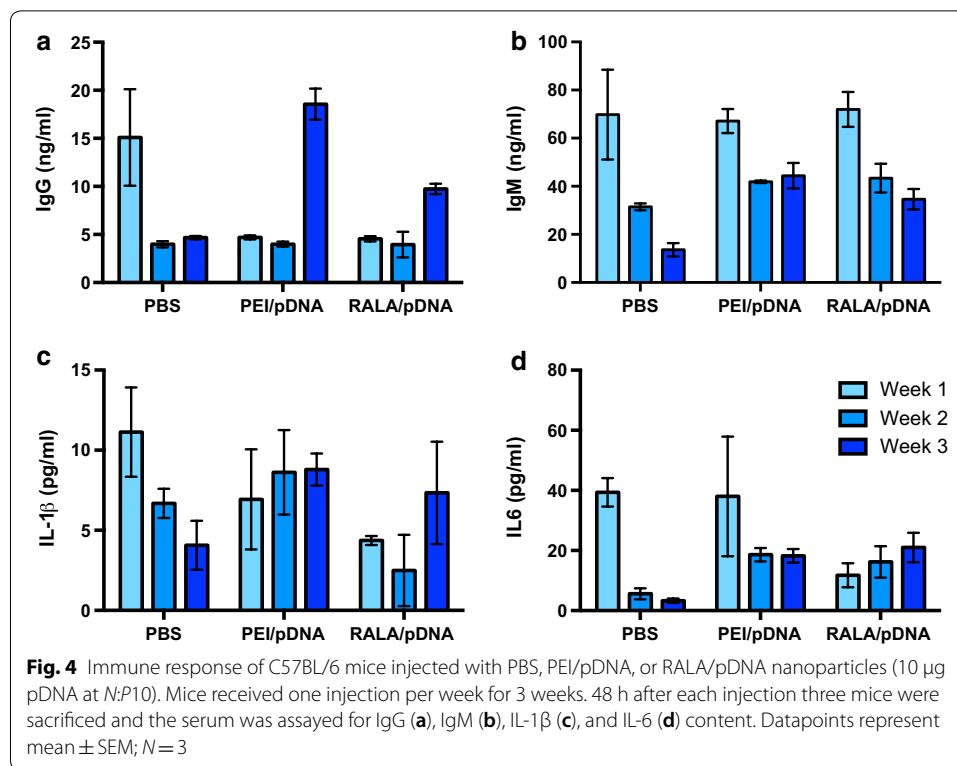 a
25
20
15
10
5
0
IgG (ng/ml)
PBS
PEI/pDNA
RALA/pDNA
b
100
80
60
40
20
0
IgM (ng/ml)
PBS
PEI/pDNA
RALA/pDNA
c
15
10
5
0
IL-1β (pg/ml)
PBS
PEI/pDNA
RALA/pDNA
d
80
60
40
20
0
IL6 (pg/ml)
PBS
PEI/pDNA
RALA/pDNA
Week 1
Week 2
Week 3
Fig. 4 Immune response of C57BL/6 mice injected with PBS, PEI/pDNA, or RALA/pDNA nanoparticles (10 μg
pDNA at N:P10). Mice received one injection per week for 3 weeks. 48 h after each injection three mice were
sacrificed and the serum was assayed for IgG (a), IgM (b), IL-1β (c), and IL-6 (d) content. Datapoints represent
mean ± SEM; N = 3